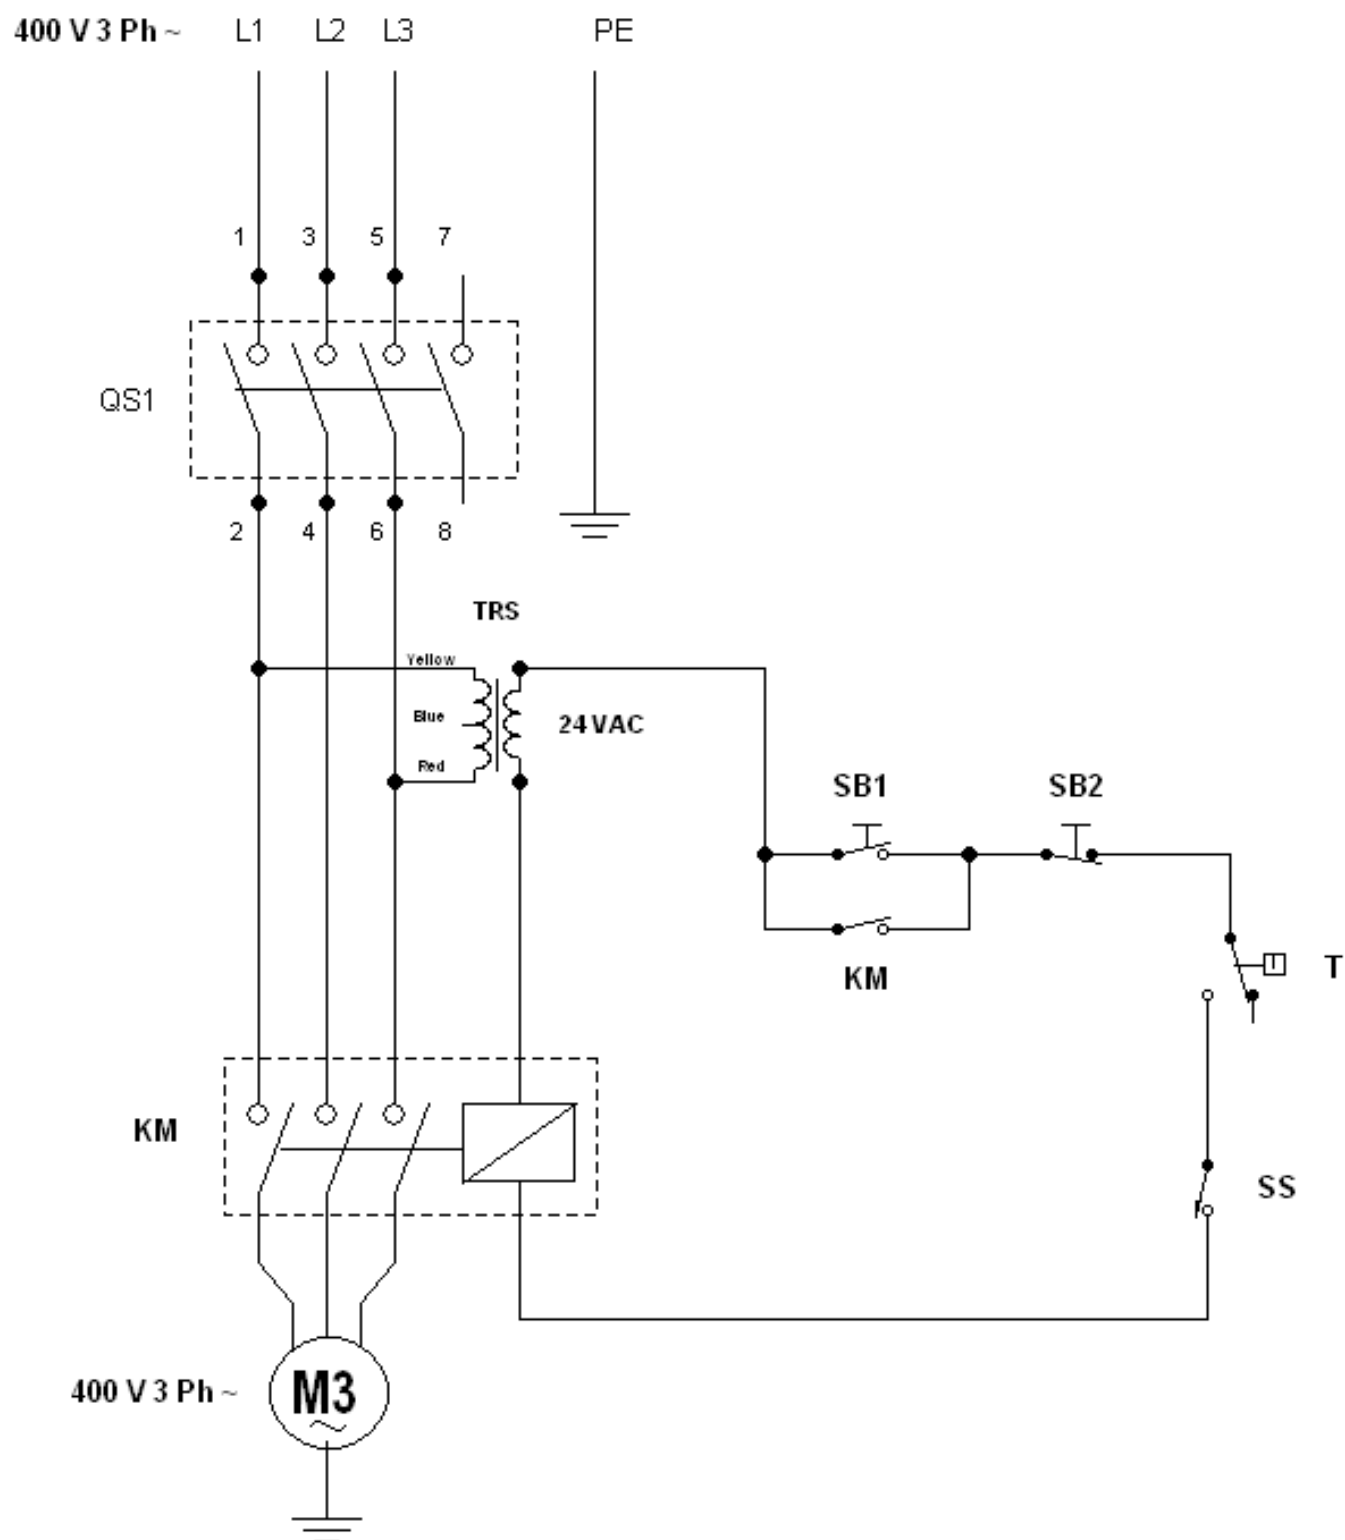 400 V 3 Ph ~ L1 L2 L3 PE
1 3 5 7
QS1
2 4 6 8
TRS
Yellow
Blue
24 VAC
Red
SB1 SB2
KM
T
KM
SS
400 V 3 Ph ~
M3
~